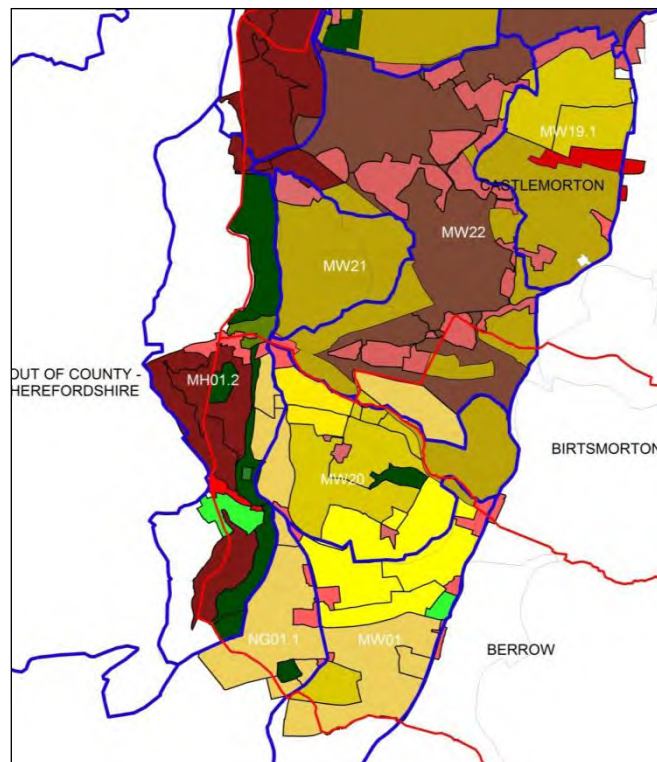 MW19.1
CASTLEMORTON
MW22
MW21
OUT OF COUNTY -
HEREFORDSHIRE
MH01.2
BIRTSMORTON
MW20
NG01.1
MW01
BERROW